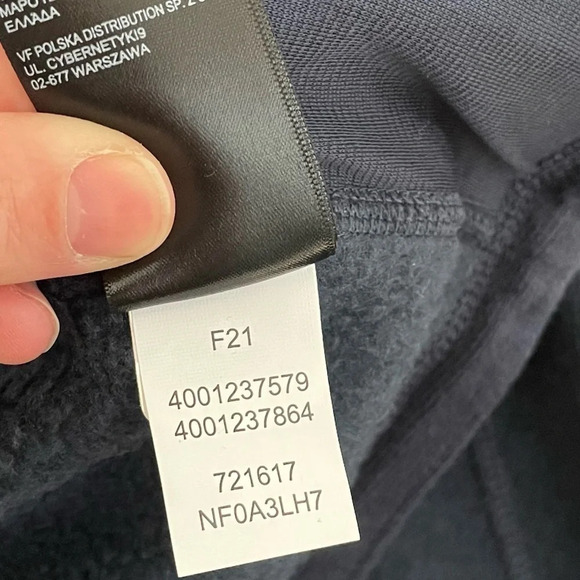 ΕΛΛΑΔΑ
VF POLSKA DISTRIBUTION SP.
UL. CYBERNETYKI9
02-677 WARSZAWA
F21
4001237579
4001237864
721617
NF0A3LH7